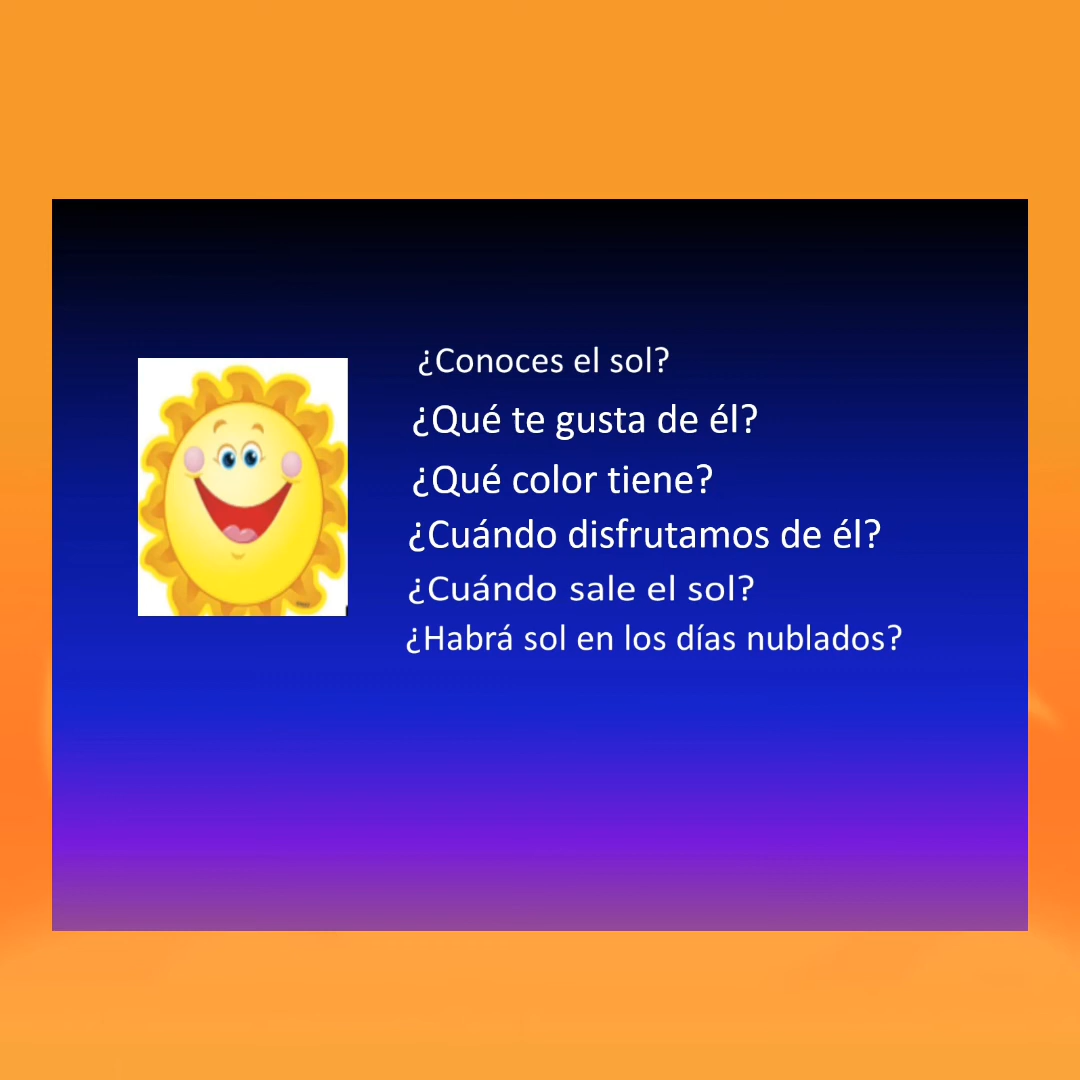 ¿Conoces el sol?
¿Qué te gusta de él?
¿Qué color tiene?
¿Cuándo disfrutamos de él?
¿Cuándo sale el sol?
¿Habrá sol en los días nublados?